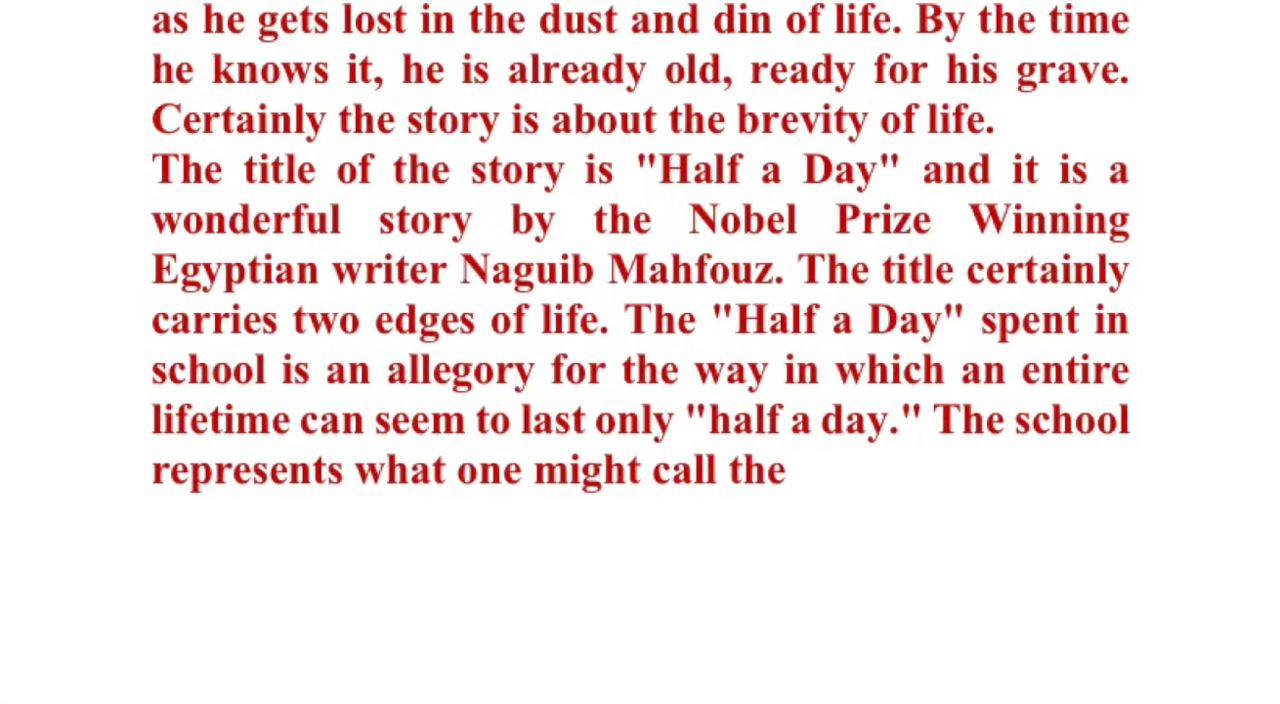 as he gets lost in the dust and din of life. By the time
he knows it, he is already old, ready for his grave.
Certainly the story is about the brevity of life.
The title of the story is "Half a Day" and it is a
wonderful story by the Nobel Prize Winning
Egyptian writer Naguib Mahfouz. The title certainly
carries two edges of life. The "Half a Day" spent in
school is an allegory for the way in which an entire
lifetime can seem to last only "half a day." The school
represents what one might call the